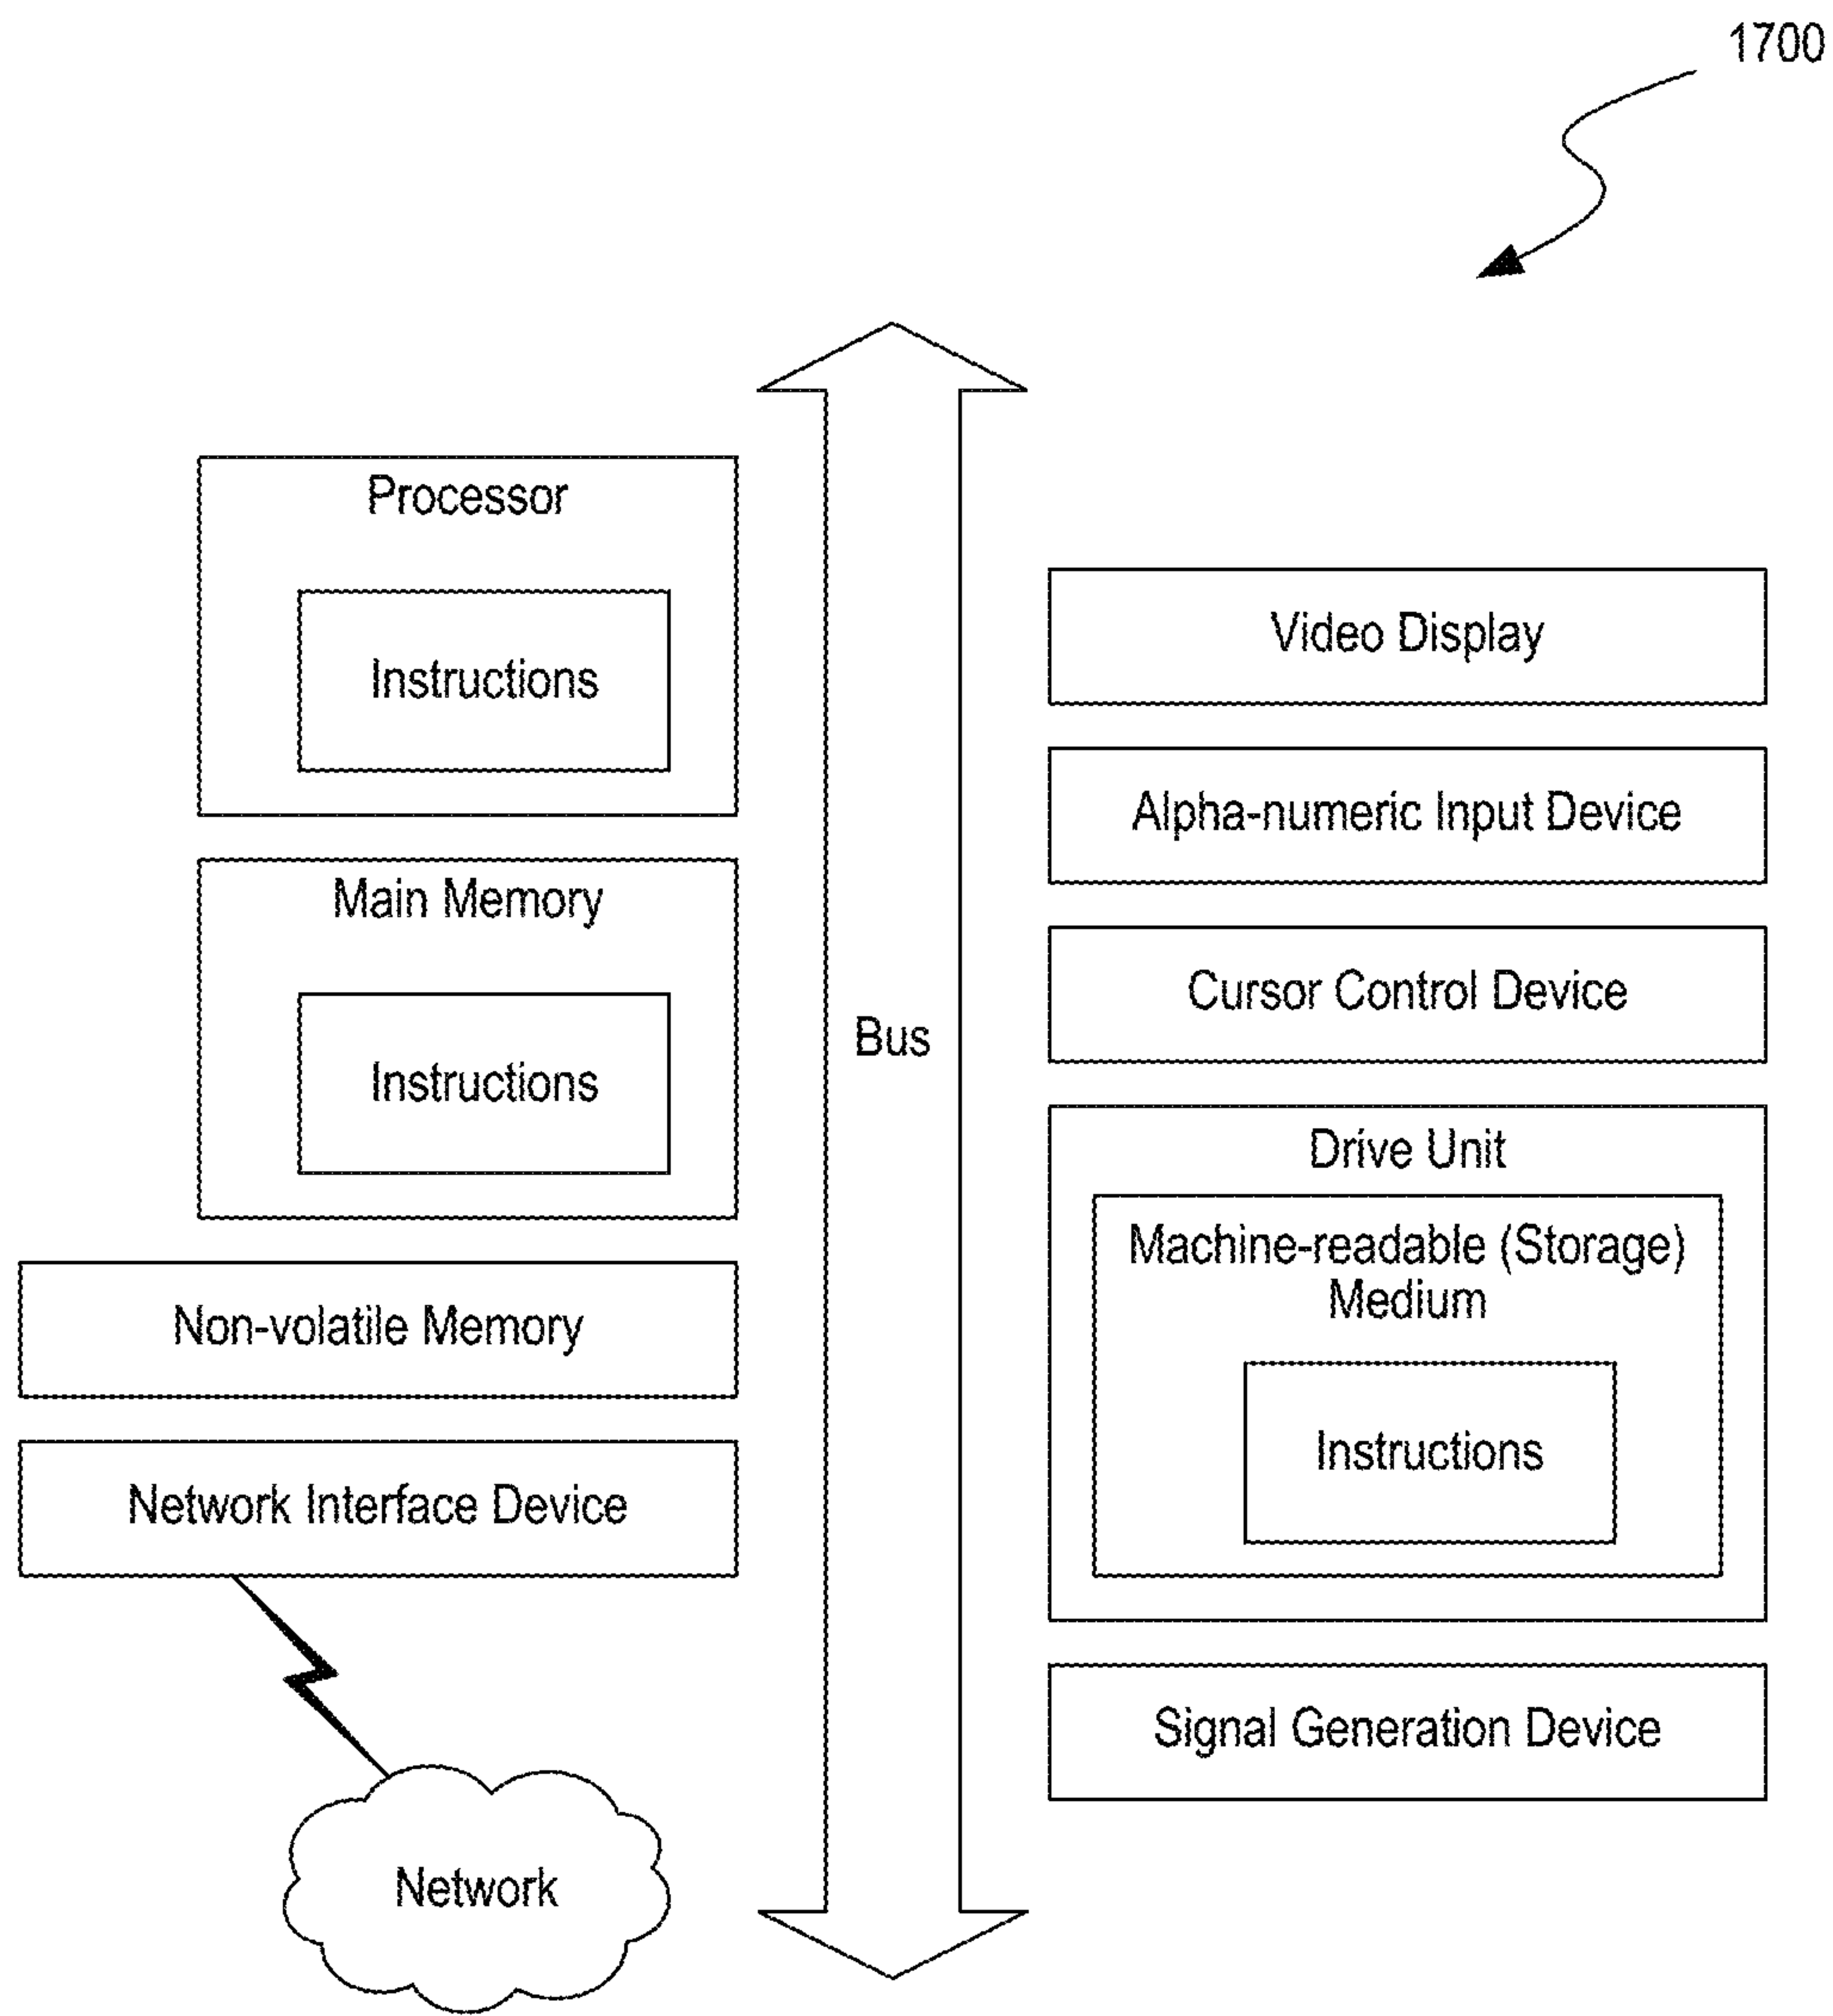 1700
Processor
Instructions
Main Memory
Instructions
Non-volatile Memory
Network Interface Device
Network
Bus
Video Display
Alpha-numeric Input Device
Cursor Control Device
Drive Unit
Machine-readable (Storage)
Medium
Instructions
Signal Generation Device